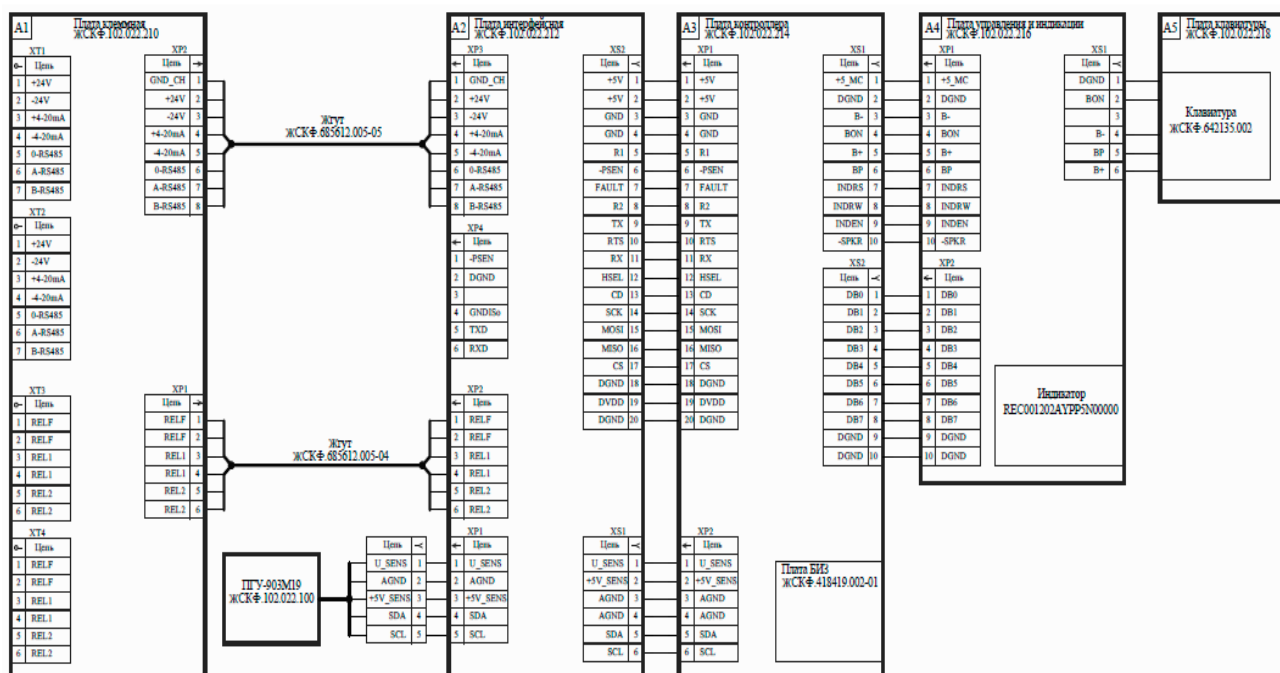 A1
Плата клеммная
ЖСКФ.102.022.210
XT1
Цепь
1 +24V
2 -24V
3 +4-20mA
4 -4-20mA
5 0-RS485
6 A-RS485
7 B-RS485
XT2
Цепь
1 +24V
2 -24V
3 +4-20mA
4 -4-20mA
5 0-RS485
6 A-RS485
7 B-RS485
XT3
Цепь
1 RELF
2 RELF
3 REL1
4 REL1
5 REL2
6 REL2
XT4
Цепь
1 RELF
2 RELF
3 REL1
4 REL1
5 REL2
6 REL2
XP2
Цепь
GND_CH 1
+24V 2
-24V 3
+4-20mA 4
-4-20mA 5
0-RS485 6
A-RS485 7
B-RS485 8
XP1
Цепь
RELF 1
RELF 2
REL1 3
REL1 4
REL2 5
REL2 6
Жгут
ЖСКФ.685612.005-05
Жгут
ЖСКФ.685612.005-04
ПГУ-903М19
ЖСКФ.102.022.100
Цепь
U_SENS 1
AGND 2
+5V_SENS 3
SDA 4
SCL 5
A2
Плата интерфейсная
ЖСКФ.102.022.212
XP3
Цепь
1 GND_CH
2 +24V
3 -24V
4 +4-20mA
5 -4-20mA
6 0-RS485
7 A-RS485
8 B-RS485
XP4
Цепь
1 -PSEN
2 DGND
3
4 GNDISo
5 TXD
6 RXD
XP2
Цепь
1 RELF
2 RELF
3 REL1
4 REL1
5 REL2
6 REL2
XP1
Цепь
1 U_SENS
2 AGND
3 +5V_SENS
4 SDA
5 SCL
XS2
Цепь
+5V 1
+5V 2
GND 3
GND 4
R1 5
-PSEN 6
FAULT 7
R2 8
TX 9
RTS 10
RX 11
HSEL 12
CD 13
SCK 14
MOSI 15
MISO 16
CS 17
DGND 18
DVDD 19
DGND 20
XS1
Цепь
U_SENS 1
+5V_SENS 2
AGND 3
AGND 4
SDA 5
SCL 6
A3
Плата контроллера
ЖСКФ.102.022.214
XP1
Цепь
1 +5V
2 +5V
3 GND
4 GND
5 R1
6 -PSEN
7 FAULT
8 R2
9 TX
10 RTS
11 RX
12 HSEL
13 CD
14 SCK
15 MOSI
16 MISO
17 CS
18 DGND
19 DVDD
20 DGND
XP2
Цепь
1 U_SENS
2 +5V_SENS
3 AGND
4 AGND
5 SDA
6 SCL
XS1
Цепь
+5_MC 1
DGND 2
B- 3
BON 4
B+ 5
BP 6
INDRS 7
INDRW 8
INDEN 9
-SPKR 10
XS2
Цепь
DB0 1
DB1 2
DB2 3
DB3 4
DB4 5
DB5 6
DB6 7
DB7 8
DGND 9
DGND 10
Плата БИЗ
ЖСКФ.418419.002-01
A4
Плата управления и индикации
ЖСКФ.102.022.216
XP1
Цепь
1 +5_MC
2 DGND
3 B-
4 BON
5 B+
6 BP
7 INDRS
8 INDRW
9 INDEN
10 -SPKR
XP2
Цепь
1 DB0
2 DB1
3 DB2
4 DB3
5 DB4
6 DB5
7 DB6
8 DB7
9 DGND
10 DGND
XS1
Цепь
DGND 1
BON 2
3
B- 4
BP 5
B+ 6
Индикатор
REC001202AYPP5N00000
A5
Плата клавиатуры
ЖСКФ.102.022.218
Клавиатура
ЖСКФ.642135.002